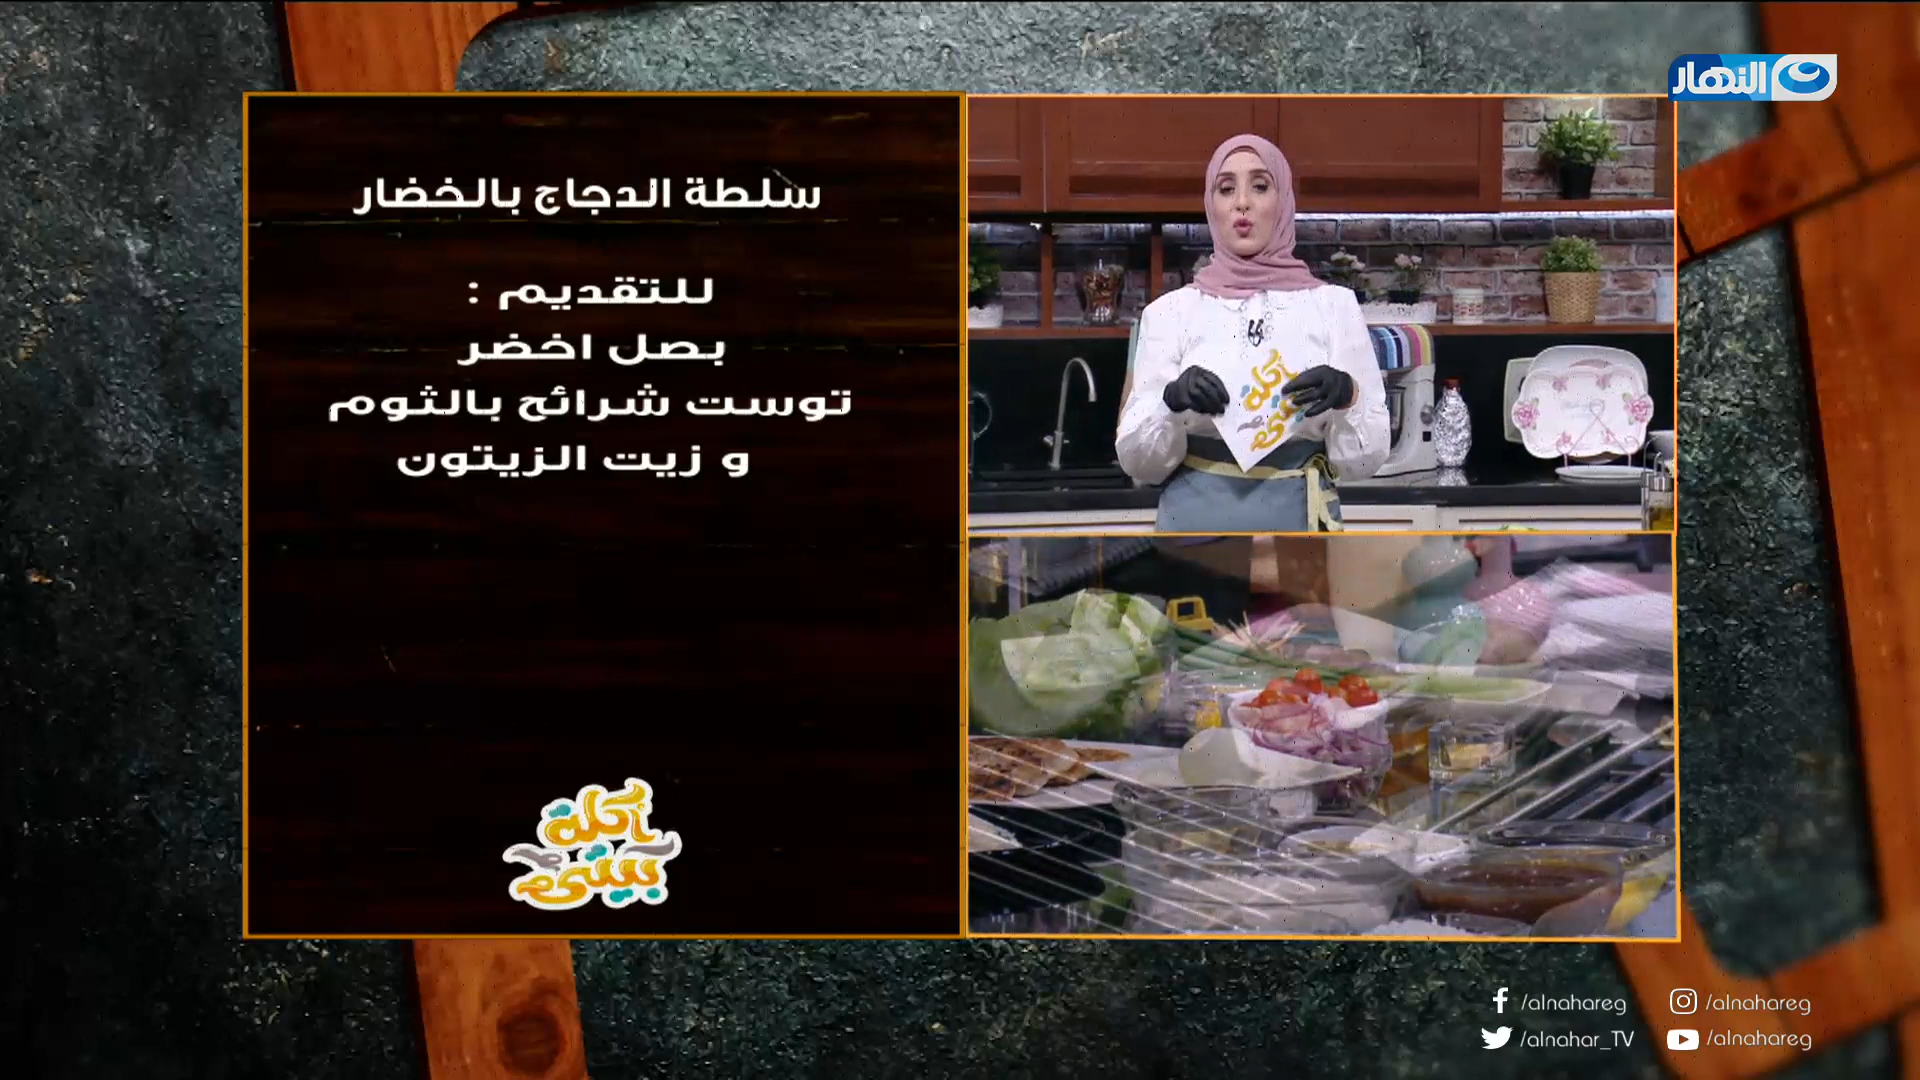 النهار
سلطة الدجاج بالخضار
للتقديم :
بصل اخضر
توست شرائح بالثوم
و زيت الزيتون
أكلة
بيتي
/alnahareg
/alnahareg
/alnahar_TV
/alnahareg